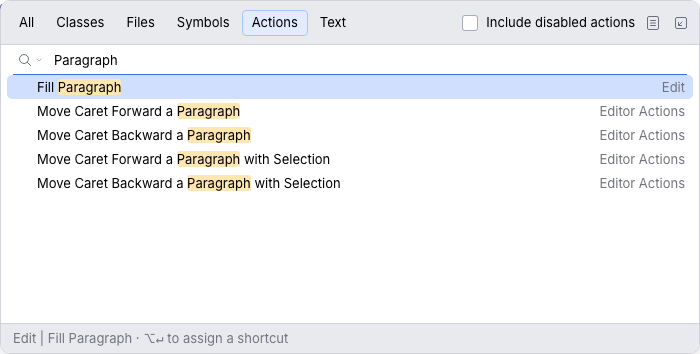 All Classes Files Symbols Actions Text Include disabled actions
Paragraph
Fill Paragraph Edit
Move Caret Forward a Paragraph Editor Actions
Move Caret Backward a Paragraph Editor Actions
Move Caret Forward a Paragraph with Selection Editor Actions
Move Caret Backward a Paragraph with Selection Editor Actions
Edit | Fill Paragraph · ⌥↵ to assign a shortcut